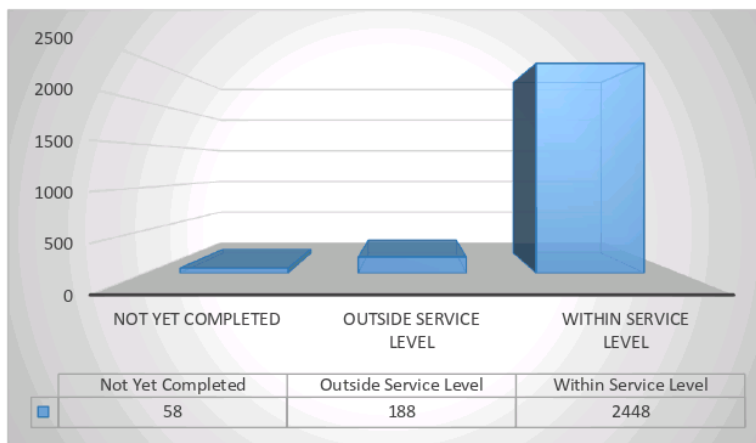 2500
2000
1500
1000
500
0
NOT YET COMPLETED
OUTSIDE SERVICE
LEVEL
WITHIN SERVICE
LEVEL
Not Yet Completed Outside Service Level Within Service Level
58 188 2448